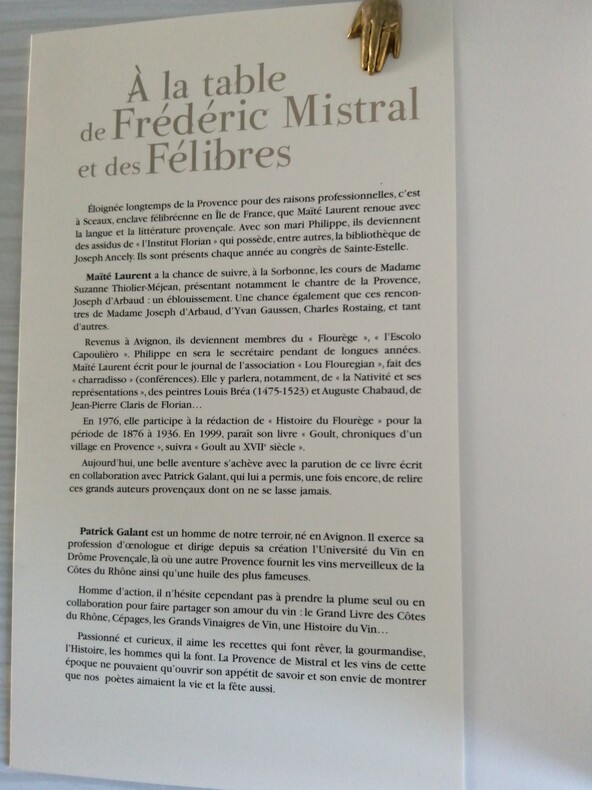 À la table
de Frédéric Mistral
et des Félibres
Éloignée longtemps de la Provence pour des raisons professionnelles, c'est
à Sceaux, enclave félibréenne en Île de France, que Maïté Laurent renoue avec
la langue et la littérature provençale. Avec son mari Philippe, ils deviennent
des assidus de « l'Institut Florian » qui possède, entre autres, la bibliothèque de
Joseph Ancely. Ils sont présents chaque année au congrès de Sainte-Estelle.
Maïté Laurent a la chance de suivre, à la Sorbonne, les cours de Madame
Suzanne Thiolier-Méjean, présentant notamment le chantre de la Provence,
Joseph d'Arbaud : un éblouissement. Une chance également que ces rencon-
tres de Madame Joseph d'Arbaud, d'Yvan Gaussen, Charles Rostaing, et tant
d'autres.
Revenus à Avignon, ils deviennent membres du « Flourège », « l'Escolo
Capoulièro ». Philippe en sera le secrétaire pendant de longues années.
Maïté Laurent écrit pour le journal de l'association « Lou Flouregian », fait des
« charradisso » (conférences). Elle y parlera, notamment, de « la Nativité et ses
représentations », des peintres Louis Bréa (1475-1523) et Auguste Chabaud, de
Jean-Pierre Claris de Florian…
En 1976, elle participe à la rédaction de « Histoire du Flourège » pour la
période de 1876 à 1936. En 1999, paraît son livre « Goult, chroniques d'un
village en Provence », suivra « Goult au XVIIe siècle ».
Aujourd'hui, une belle aventure s'achève avec la parution de ce livre écrit
en collaboration avec Patrick Galant, qui lui a permis, une fois encore, de relire
ces grands auteurs provençaux dont on ne se lasse jamais.
Patrick Galant est un homme de notre terroir, né en Avignon. Il exerce sa
profession d'œnologue et dirige depuis sa création l'Université du Vin en
Drôme Provençale, là où une autre Provence fournit les vins merveilleux de la
Côtes du Rhône ainsi qu'une huile des plus fameuses.
Homme d'action, il n'hésite cependant pas à prendre la plume seul ou en
collaboration pour faire partager son amour du vin : le Grand Livre des Côtes
du Rhône, Cépages, les Grands Vinaigres de Vin, une Histoire du Vin…
Passionné et curieux, il aime les recettes qui font rêver, la gourmandise,
l'Histoire, les hommes qui la font. La Provence de Mistral et les vins de cette
époque ne pouvaient qu'ouvrir son appétit de savoir et son envie de montrer
que nos poètes aimaient la vie et la fête aussi.